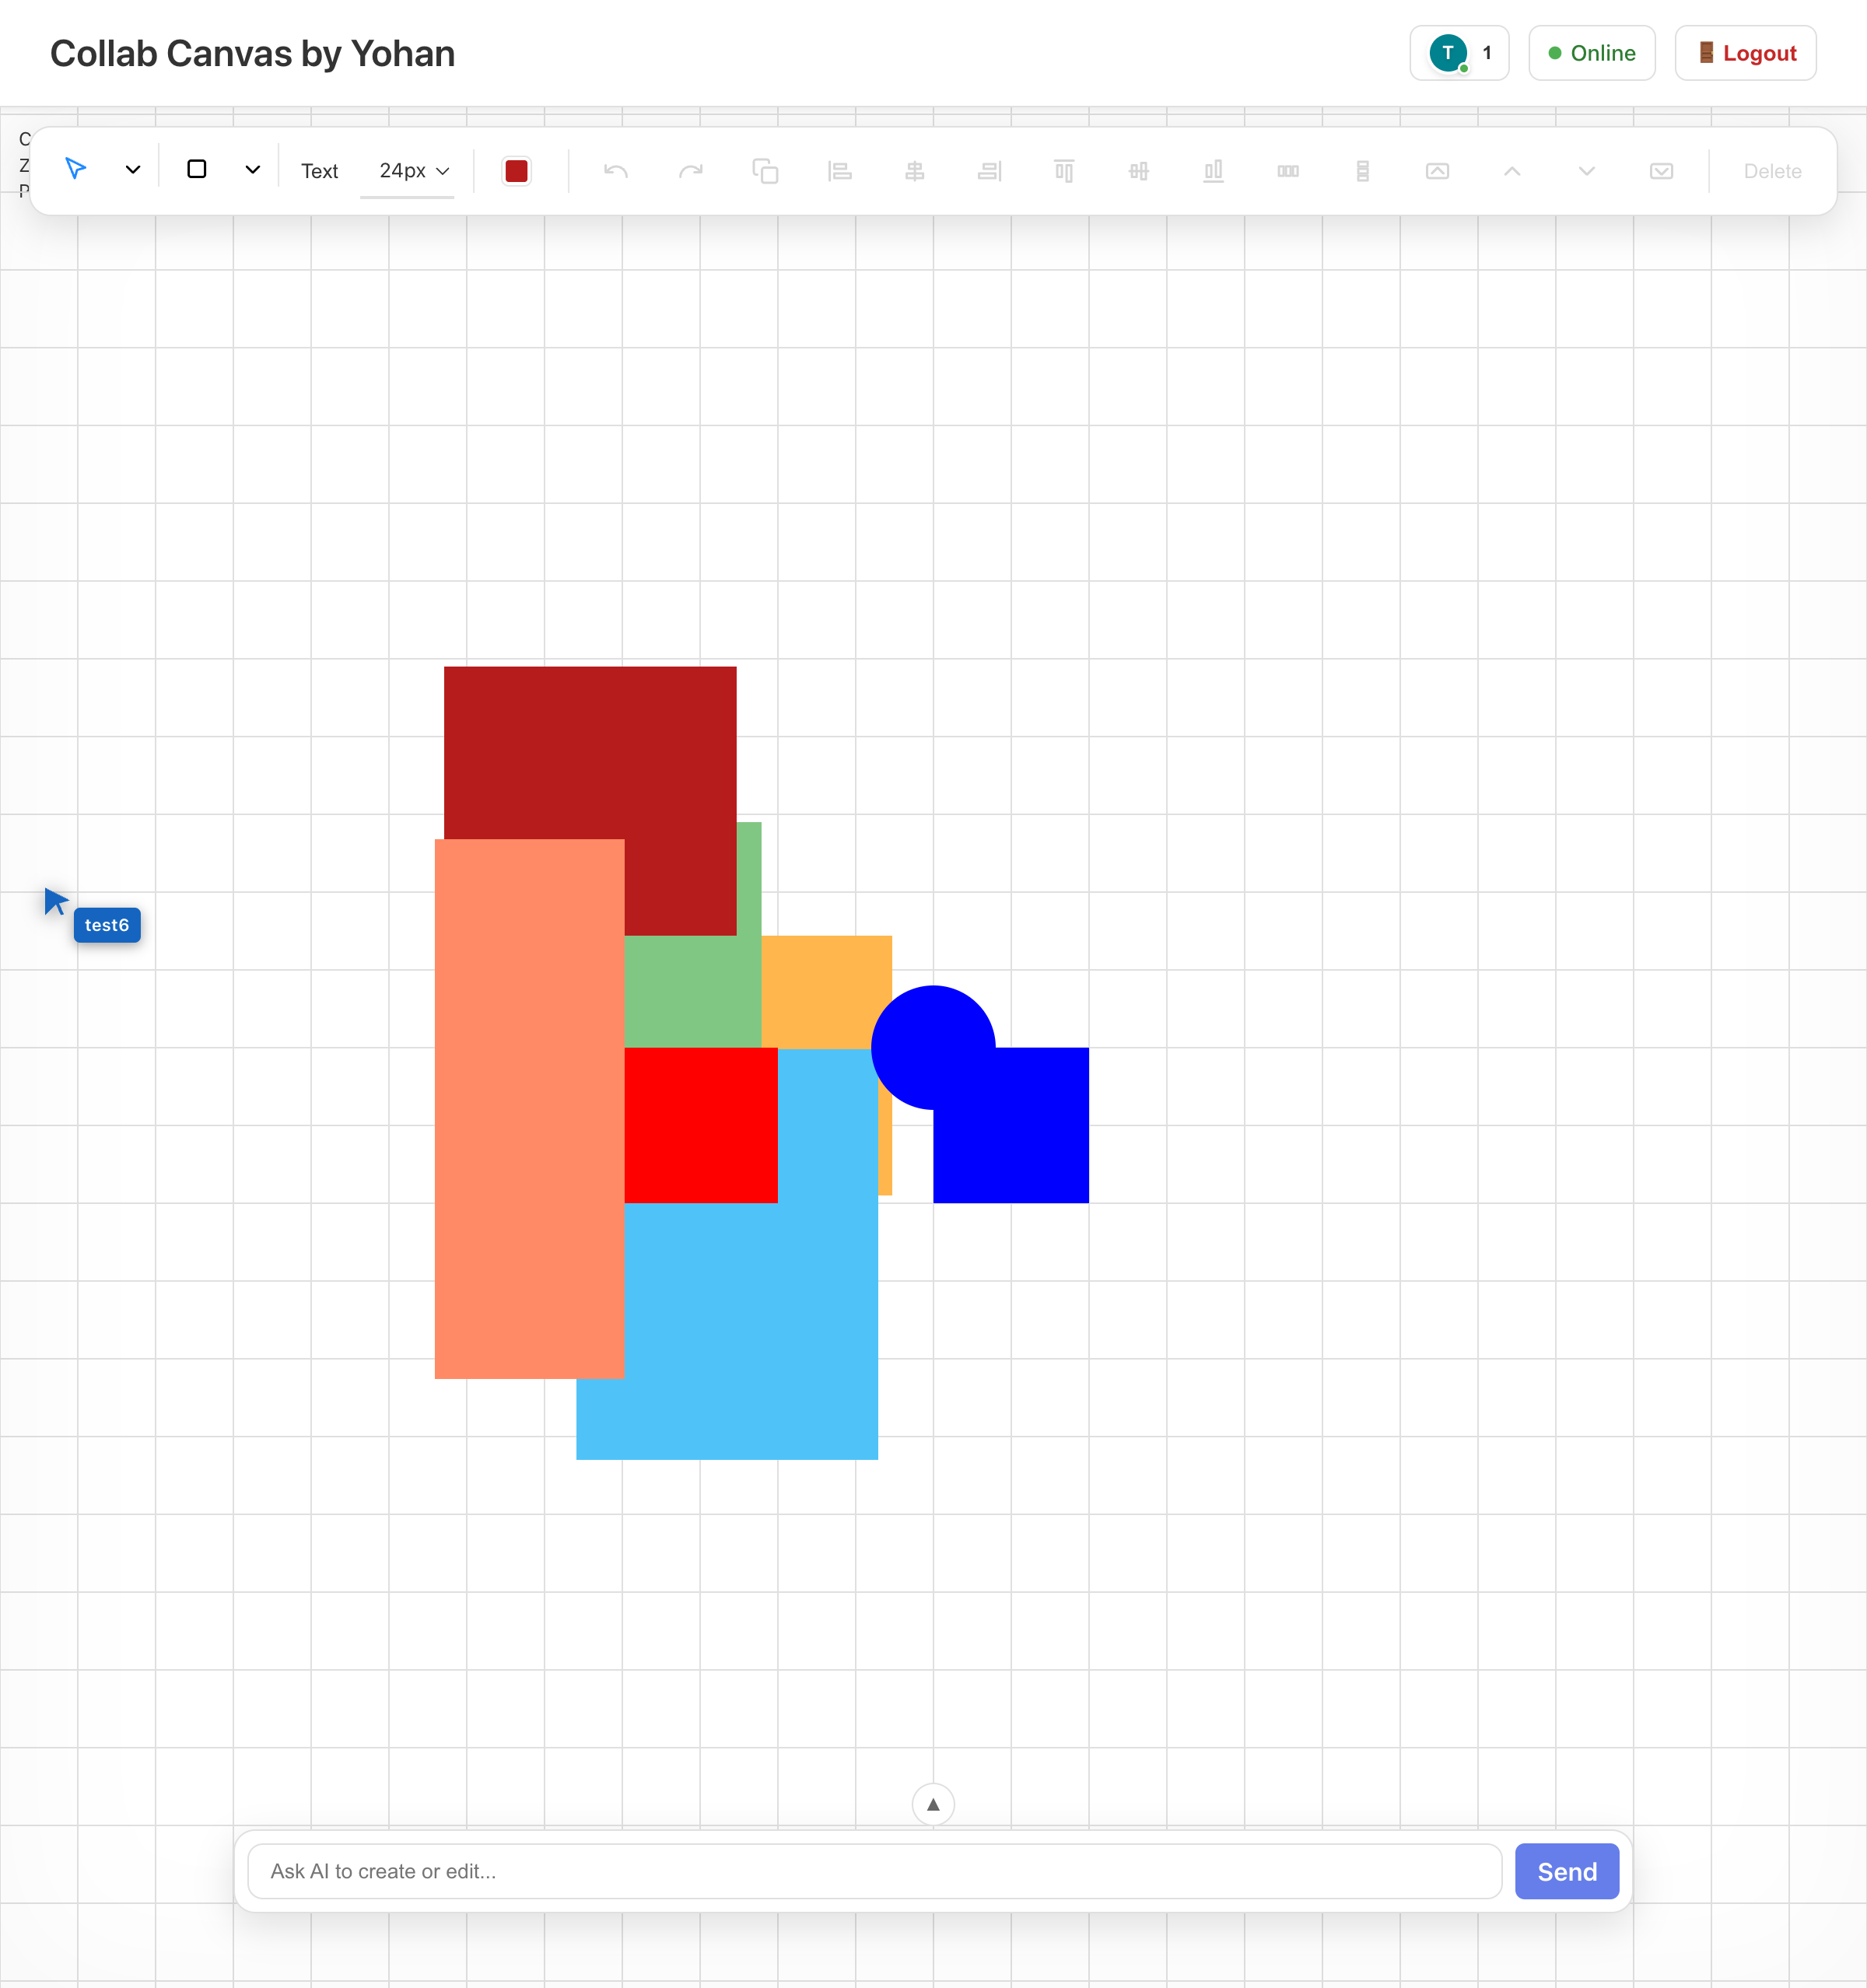 Collab Canvas by Yohan
T 1 Online Logout
Text 24px Delete
test6
Ask AI to create or edit... Send